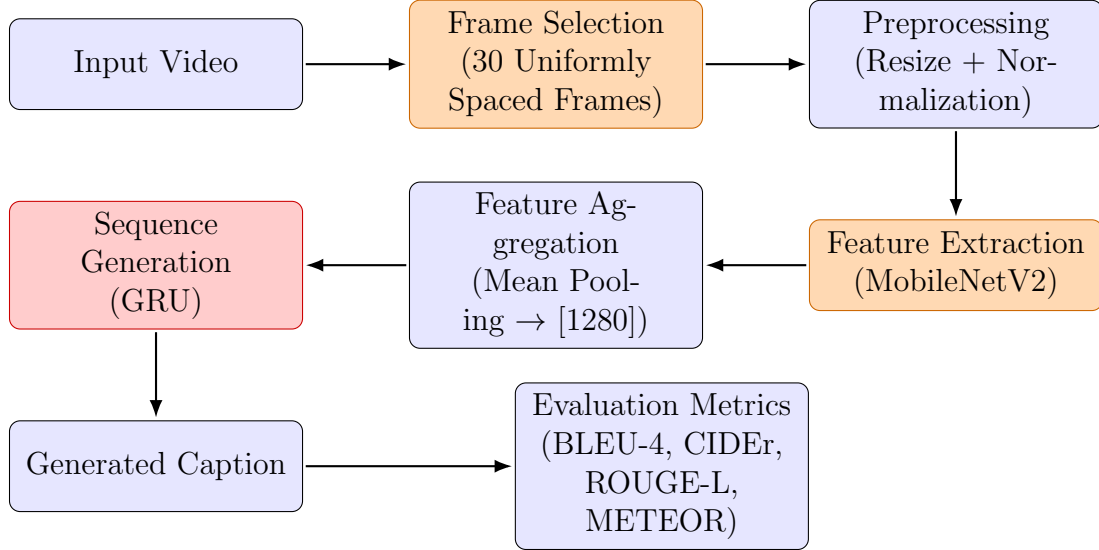 Input Video
Frame Selection
(30 Uniformly
Spaced Frames)
Preprocessing
(Resize + Nor-
malization)
Feature Extraction
(MobileNetV2)
Feature Ag-
gregation
(Mean Pool-
ing → [1280])
Sequence
Generation
(GRU)
Generated Caption
Evaluation Metrics
(BLEU-4, CIDEr,
ROUGE-L,
METEOR)